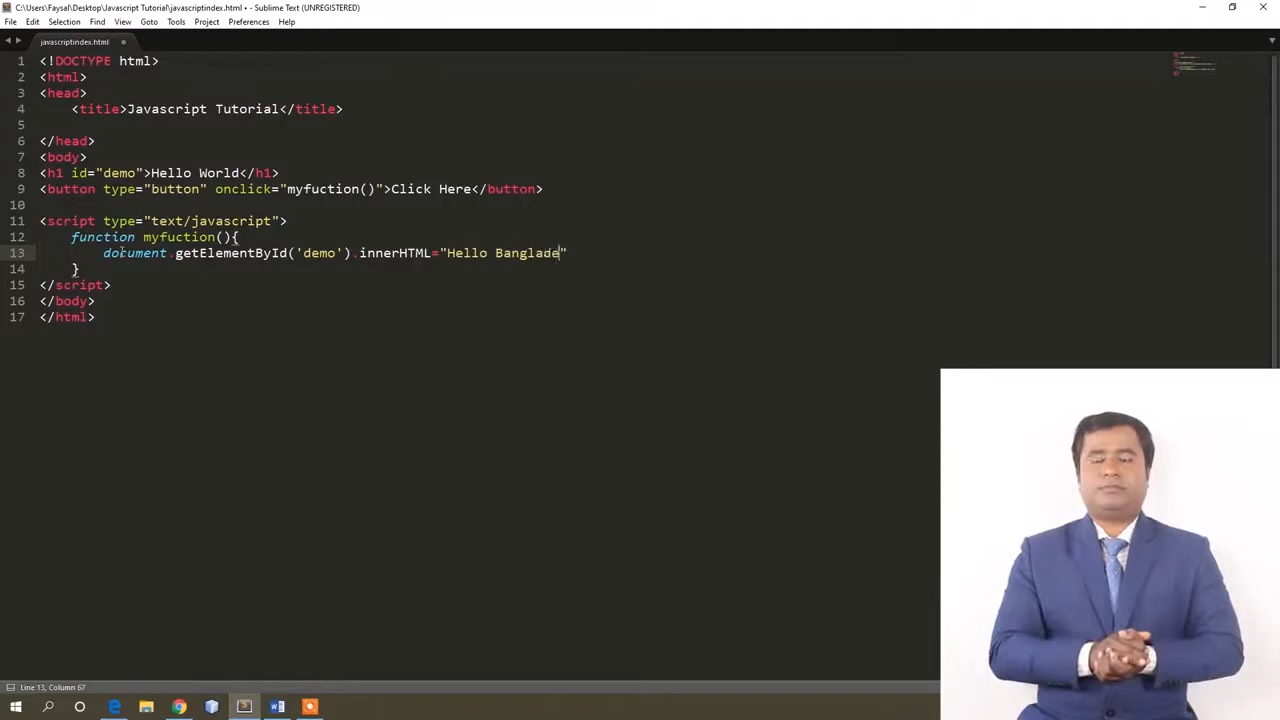 C:\Users\Faysal\Desktop\Javascript Tutorial\javascriptindex.html • - Sublime Text (UNREGISTERED)
File Edit Selection Find View Goto Tools Project Preferences Help
javascriptindex.html
1 <!DOCTYPE html>
2 <html>
3 <head>
4 <title>Javascript Tutorial</title>
5
6 </head>
7 <body>
8 <h1 id="demo">Hello World</h1>
9 <button type="button" onclick="myfuction()">Click Here</button>
10
11 <script type="text/javascript">
12 function myfuction(){
13 document.getElementById('demo').innerHTML="Hello Banglade"
14 }
15 </script>
16 </body>
17 </html>
Line 13, Column 67